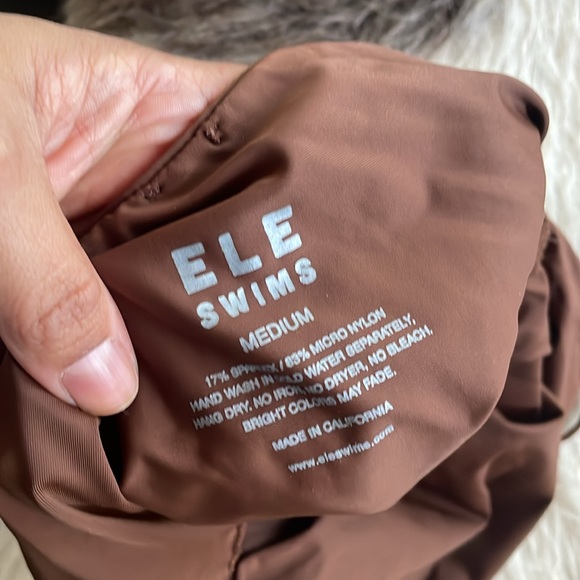 ELE
SWIMS
MEDIUM
17% SPANDEX / 83% MICRO NYLON
HAND WASH IN COLD WATER SEPARATELY,
HANG DRY. NO IRON, NO DRYER, NO BLEACH.
BRIGHT COLORS MAY FADE.
MADE IN CALIFORNIA
www.eleswims.com